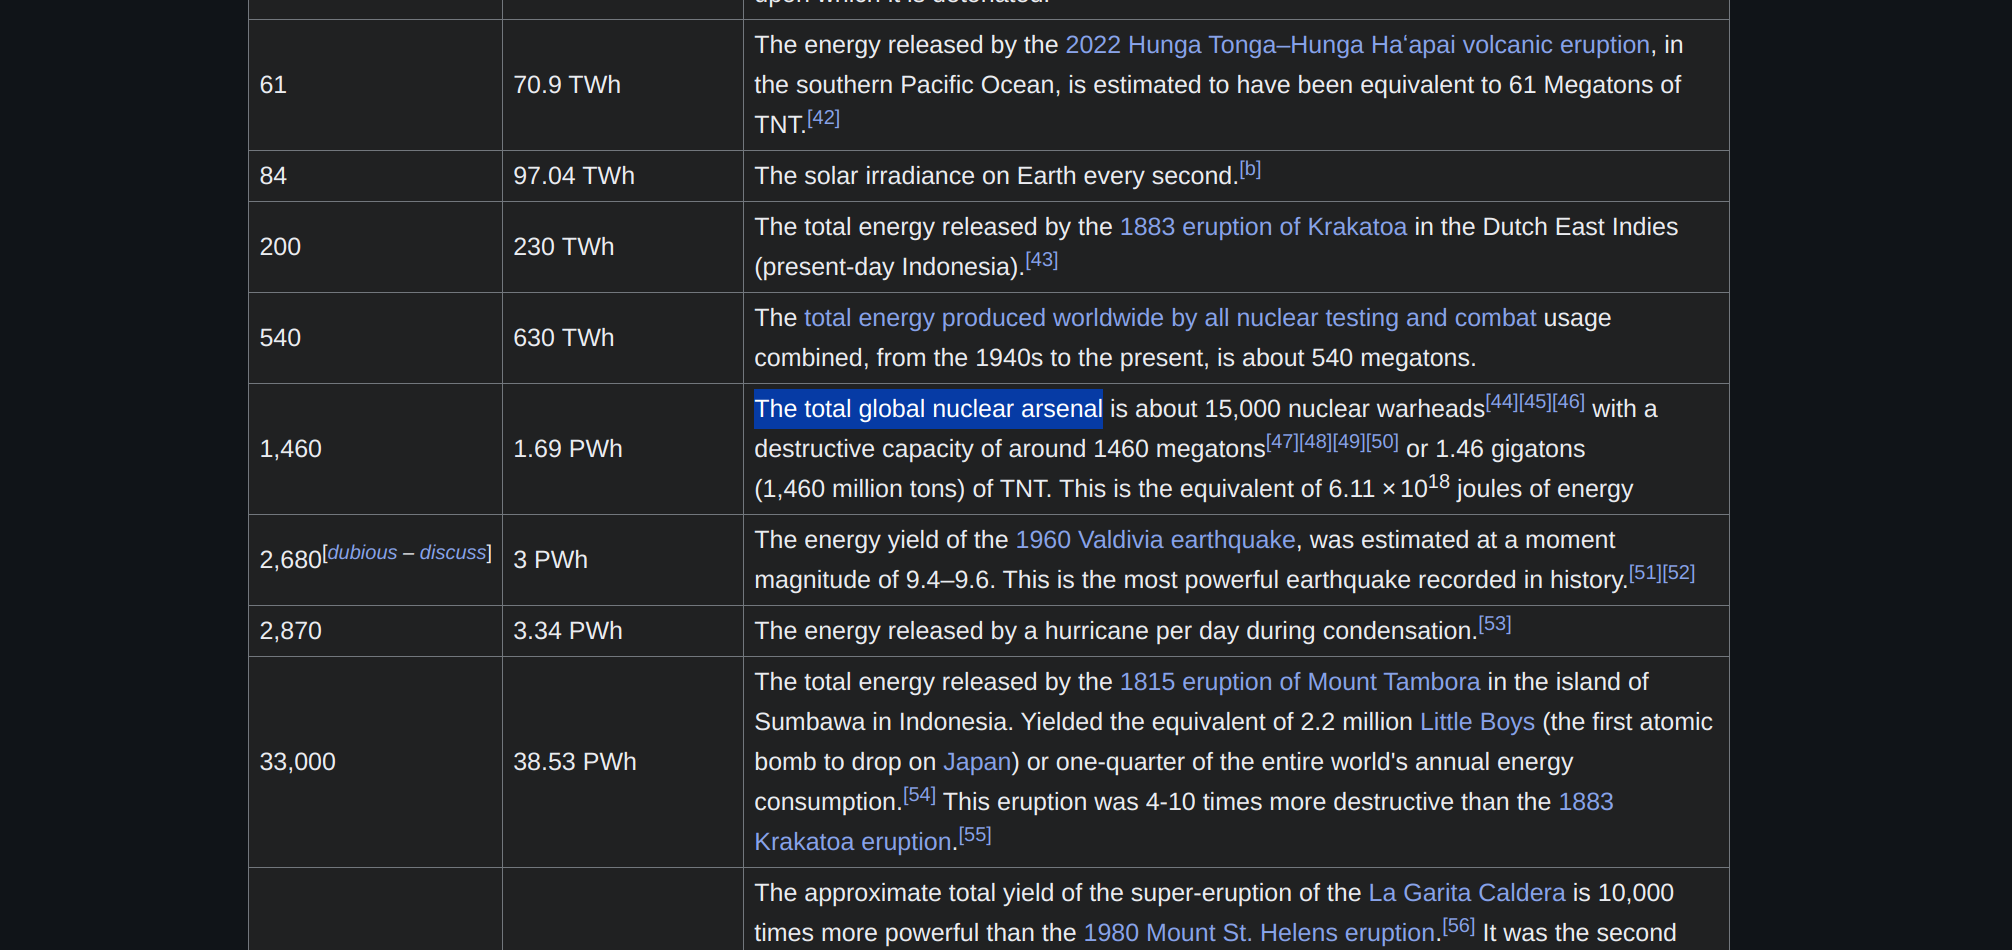 upon which it is detonated.
61
70.9 TWh
The energy released by the 2022 Hunga Tonga–Hunga Haʻapai volcanic eruption, in
the southern Pacific Ocean, is estimated to have been equivalent to 61 Megatons of
TNT.[42]
84
97.04 TWh
The solar irradiance on Earth every second.[b]
200
230 TWh
The total energy released by the 1883 eruption of Krakatoa in the Dutch East Indies
(present-day Indonesia).[43]
540
630 TWh
The total energy produced worldwide by all nuclear testing and combat usage
combined, from the 1940s to the present, is about 540 megatons.
1,460
1.69 PWh
The total global nuclear arsenal is about 15,000 nuclear warheads[44][45][46] with a
destructive capacity of around 1460 megatons[47][48][49][50] or 1.46 gigatons
(1,460 million tons) of TNT. This is the equivalent of 6.11 × 10¹⁸ joules of energy
2,680[dubious – discuss]
3 PWh
The energy yield of the 1960 Valdivia earthquake, was estimated at a moment
magnitude of 9.4–9.6. This is the most powerful earthquake recorded in history.[51][52]
2,870
3.34 PWh
The energy released by a hurricane per day during condensation.[53]
33,000
38.53 PWh
The total energy released by the 1815 eruption of Mount Tambora in the island of
Sumbawa in Indonesia. Yielded the equivalent of 2.2 million Little Boys (the first atomic
bomb to drop on Japan) or one-quarter of the entire world's annual energy
consumption.[54] This eruption was 4-10 times more destructive than the 1883
Krakatoa eruption.[55]
The approximate total yield of the super-eruption of the La Garita Caldera is 10,000
times more powerful than the 1980 Mount St. Helens eruption.[56] It was the second